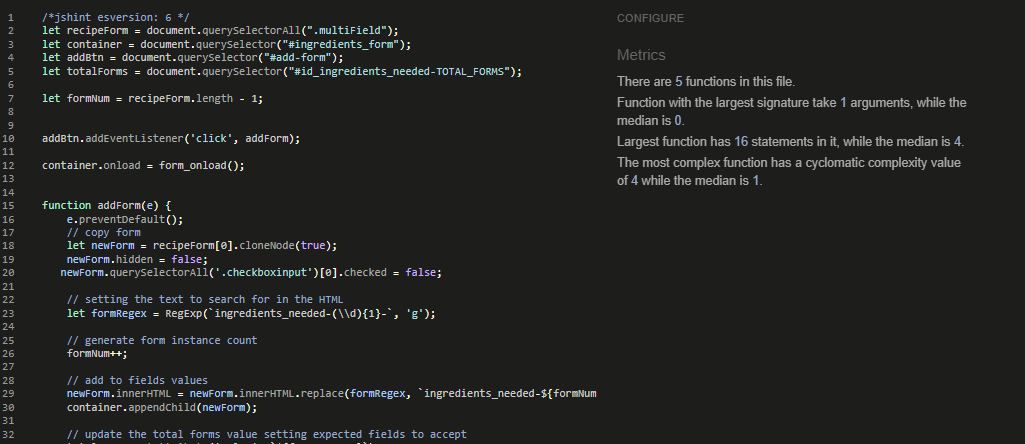 1 /*jshint esversion: 6 */
2 let recipeForm = document.querySelectorAll(".multiField");
3 let container = document.querySelector("#ingredients_form");
4 let addBtn = document.querySelector("#add-form");
5 let totalForms = document.querySelector("#id_ingredients_needed-TOTAL_FORMS");
6
7 let formNum = recipeForm.length - 1;
8
9
10 addBtn.addEventListener('click', addForm);
11
12 container.onload = form_onload();
13
14
15 function addForm(e) {
16 e.preventDefault();
17 // copy form
18 let newForm = recipeForm[0].cloneNode(true);
19 newForm.hidden = false;
20 newForm.querySelectorAll('.checkboxinput')[0].checked = false;
21
22 // setting the text to search for in the HTML
23 let formRegex = RegExp(`ingredients_needed-(\\d){1}-`, 'g');
24
25 // generate form instance count
26 formNum++;
27
28 // add to fields values
29 newForm.innerHTML = newForm.innerHTML.replace(formRegex, `ingredients_needed-${formNum
30 container.appendChild(newForm);
31
32 // update the total forms value setting expected fields to accept
CONFIGURE
Metrics
There are 5 functions in this file.
Function with the largest signature take 1 arguments, while the
median is 0.
Largest function has 16 statements in it, while the median is 4.
The most complex function has a cyclomatic complexity value
of 4 while the median is 1.